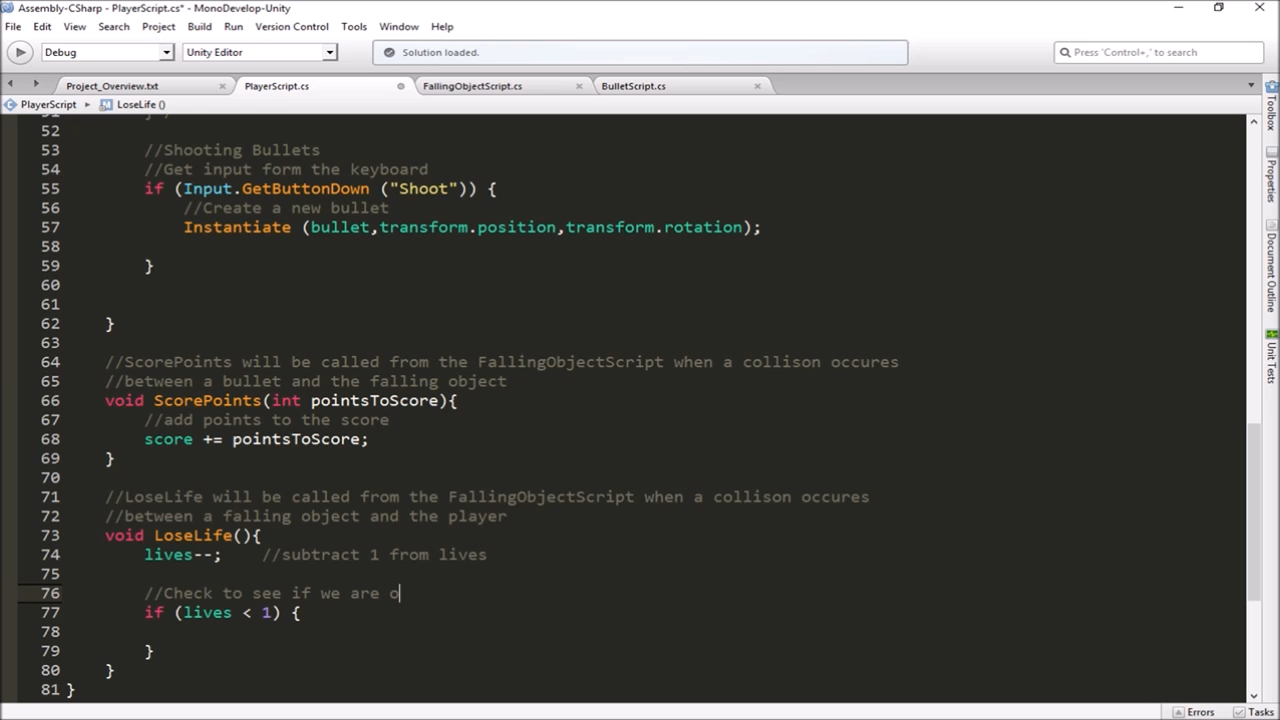 Assembly-CSharp - PlayerScript.cs* - MonoDevelop-Unity
File Edit View Search Project Build Run Version Control Tools Window Help
Debug Unity Editor Solution loaded. Press 'Control+,' to search
Project_Overview.txt PlayerScript.cs FallingObjectScript.cs BulletScript.cs
PlayerScript LoseLife ()
Toolbox
Properties
Document Outline
Unit Tests
52
53 //Shooting Bullets
54 //Get input form the keyboard
55 if (Input.GetButtonDown ("Shoot")) {
56 //Create a new bullet
57 Instantiate (bullet,transform.position,transform.rotation);
58
59 }
60
61
62 }
63
64 //ScorePoints will be called from the FallingObjectScript when a collison occures
65 //between a bullet and the falling object
66 void ScorePoints(int pointsToScore){
67 //add points to the score
68 score += pointsToScore;
69 }
70
71 //LoseLife will be called from the FallingObjectScript when a collison occures
72 //between a falling object and the player
73 void LoseLife(){
74 lives--; //subtract 1 from lives
75
76 //Check to see if we are o
77 if (lives < 1) {
78
79 }
80 }
81 }
Errors Tasks